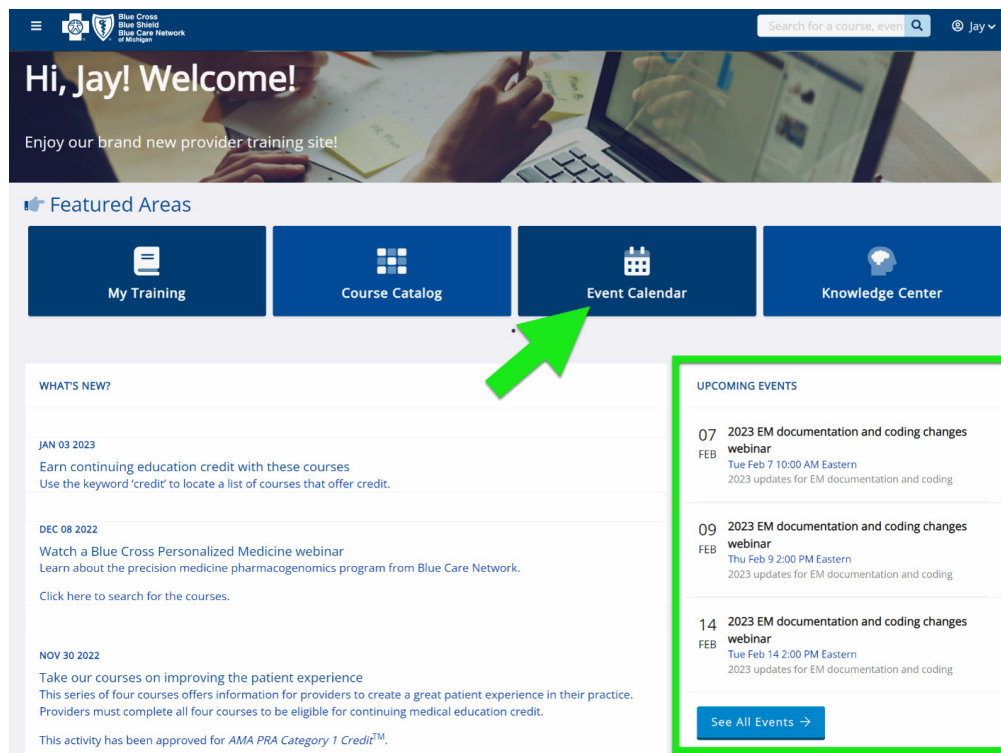 Blue Cross
Blue Shield
Blue Care Network
of Michigan
Search for a course, even
Jay
Hi, Jay! Welcome!
Enjoy our brand new provider training site!
Featured Areas
My Training
Course Catalog
Event Calendar
Knowledge Center
WHAT'S NEW?
JAN 03 2023
Earn continuing education credit with these courses
Use the keyword 'credit' to locate a list of courses that offer credit.
DEC 08 2022
Watch a Blue Cross Personalized Medicine webinar
Learn about the precision medicine pharmacogenomics program from Blue Care Network.
Click here to search for the courses.
NOV 30 2022
Take our courses on improving the patient experience
This series of four courses offers information for providers to create a great patient experience in their practice.
Providers must complete all four courses to be eligible for continuing medical education credit.
This activity has been approved for AMA PRA Category 1 Credit™.
UPCOMING EVENTS
07 2023 EM documentation and coding changes
FEB webinar
Tue Feb 7 10:00 AM Eastern
2023 updates for EM documentation and coding
09 2023 EM documentation and coding changes
FEB webinar
Thu Feb 9 2:00 PM Eastern
2023 updates for EM documentation and coding
14 2023 EM documentation and coding changes
FEB webinar
Tue Feb 14 2:00 PM Eastern
2023 updates for EM documentation and coding
See All Events →